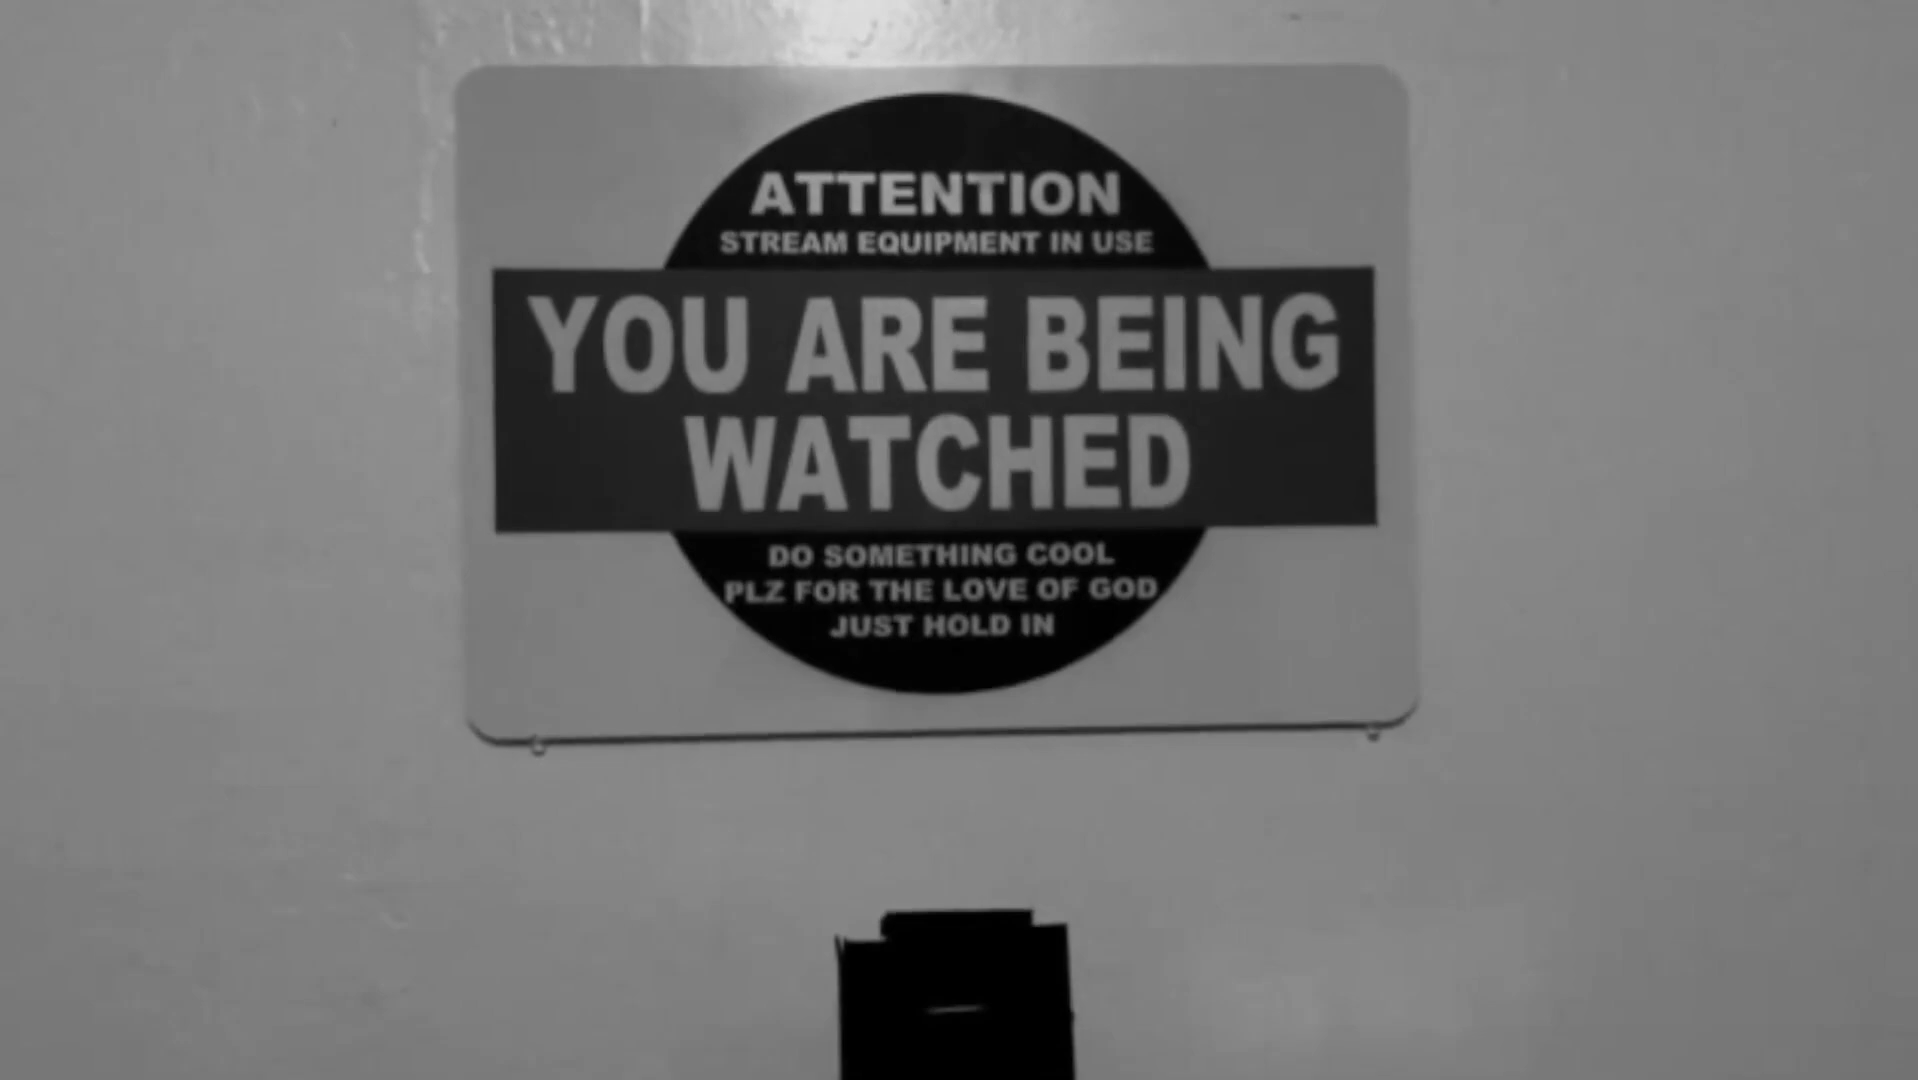 ATTENTION
STREAM EQUIPMENT IN USE
YOU ARE BEING
WATCHED
DO SOMETHING COOL
PLZ FOR THE LOVE OF GOD
JUST HOLD IN